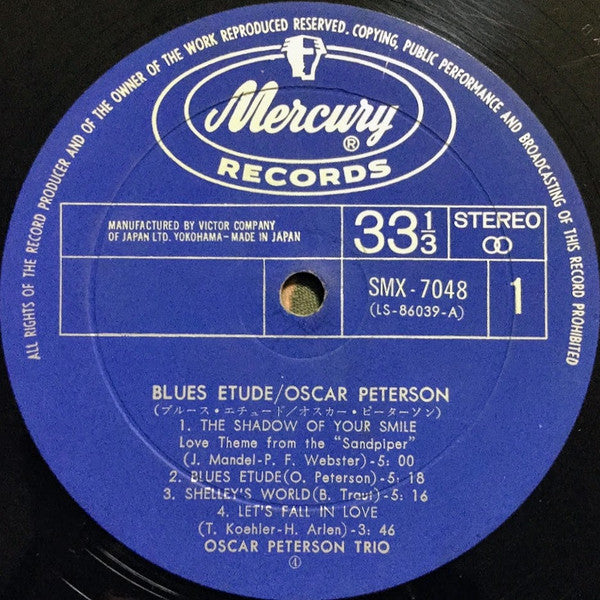 ALL RIGHTS OF THE RECORD PRODUCER AND OF THE OWNER OF THE WORK REPRODUCED RESERVED. COPYING, PUBLIC PERFORMANCE AND BROADCASTING OF THIS RECORD PROHIBITED
Mercury ®
RECORDS
MANUFACTURED BY VICTOR COMPANY
OF JAPAN LTD. YOKOHAMA-MADE IN JAPAN
33 1/3
STEREO
SMX-7048
(LS-86039-A)
1
BLUES ETUDE/OSCAR PETERSON
(ブルース・エチュード/オスカー・ピーターソン)
1. THE SHADOW OF YOUR SMILE
Love Theme from the "Sandpiper"
(J. Mandel-P. F. Webster)-5: 00
2. BLUES ETUDE(O. Peterson)-5: 18
3. SHELLEY'S WORLD(B. Traut)-5: 16
4. LET'S FALL IN LOVE
(T. Koehler-H. Arlen)-3: 46
OSCAR PETERSON TRIO
④